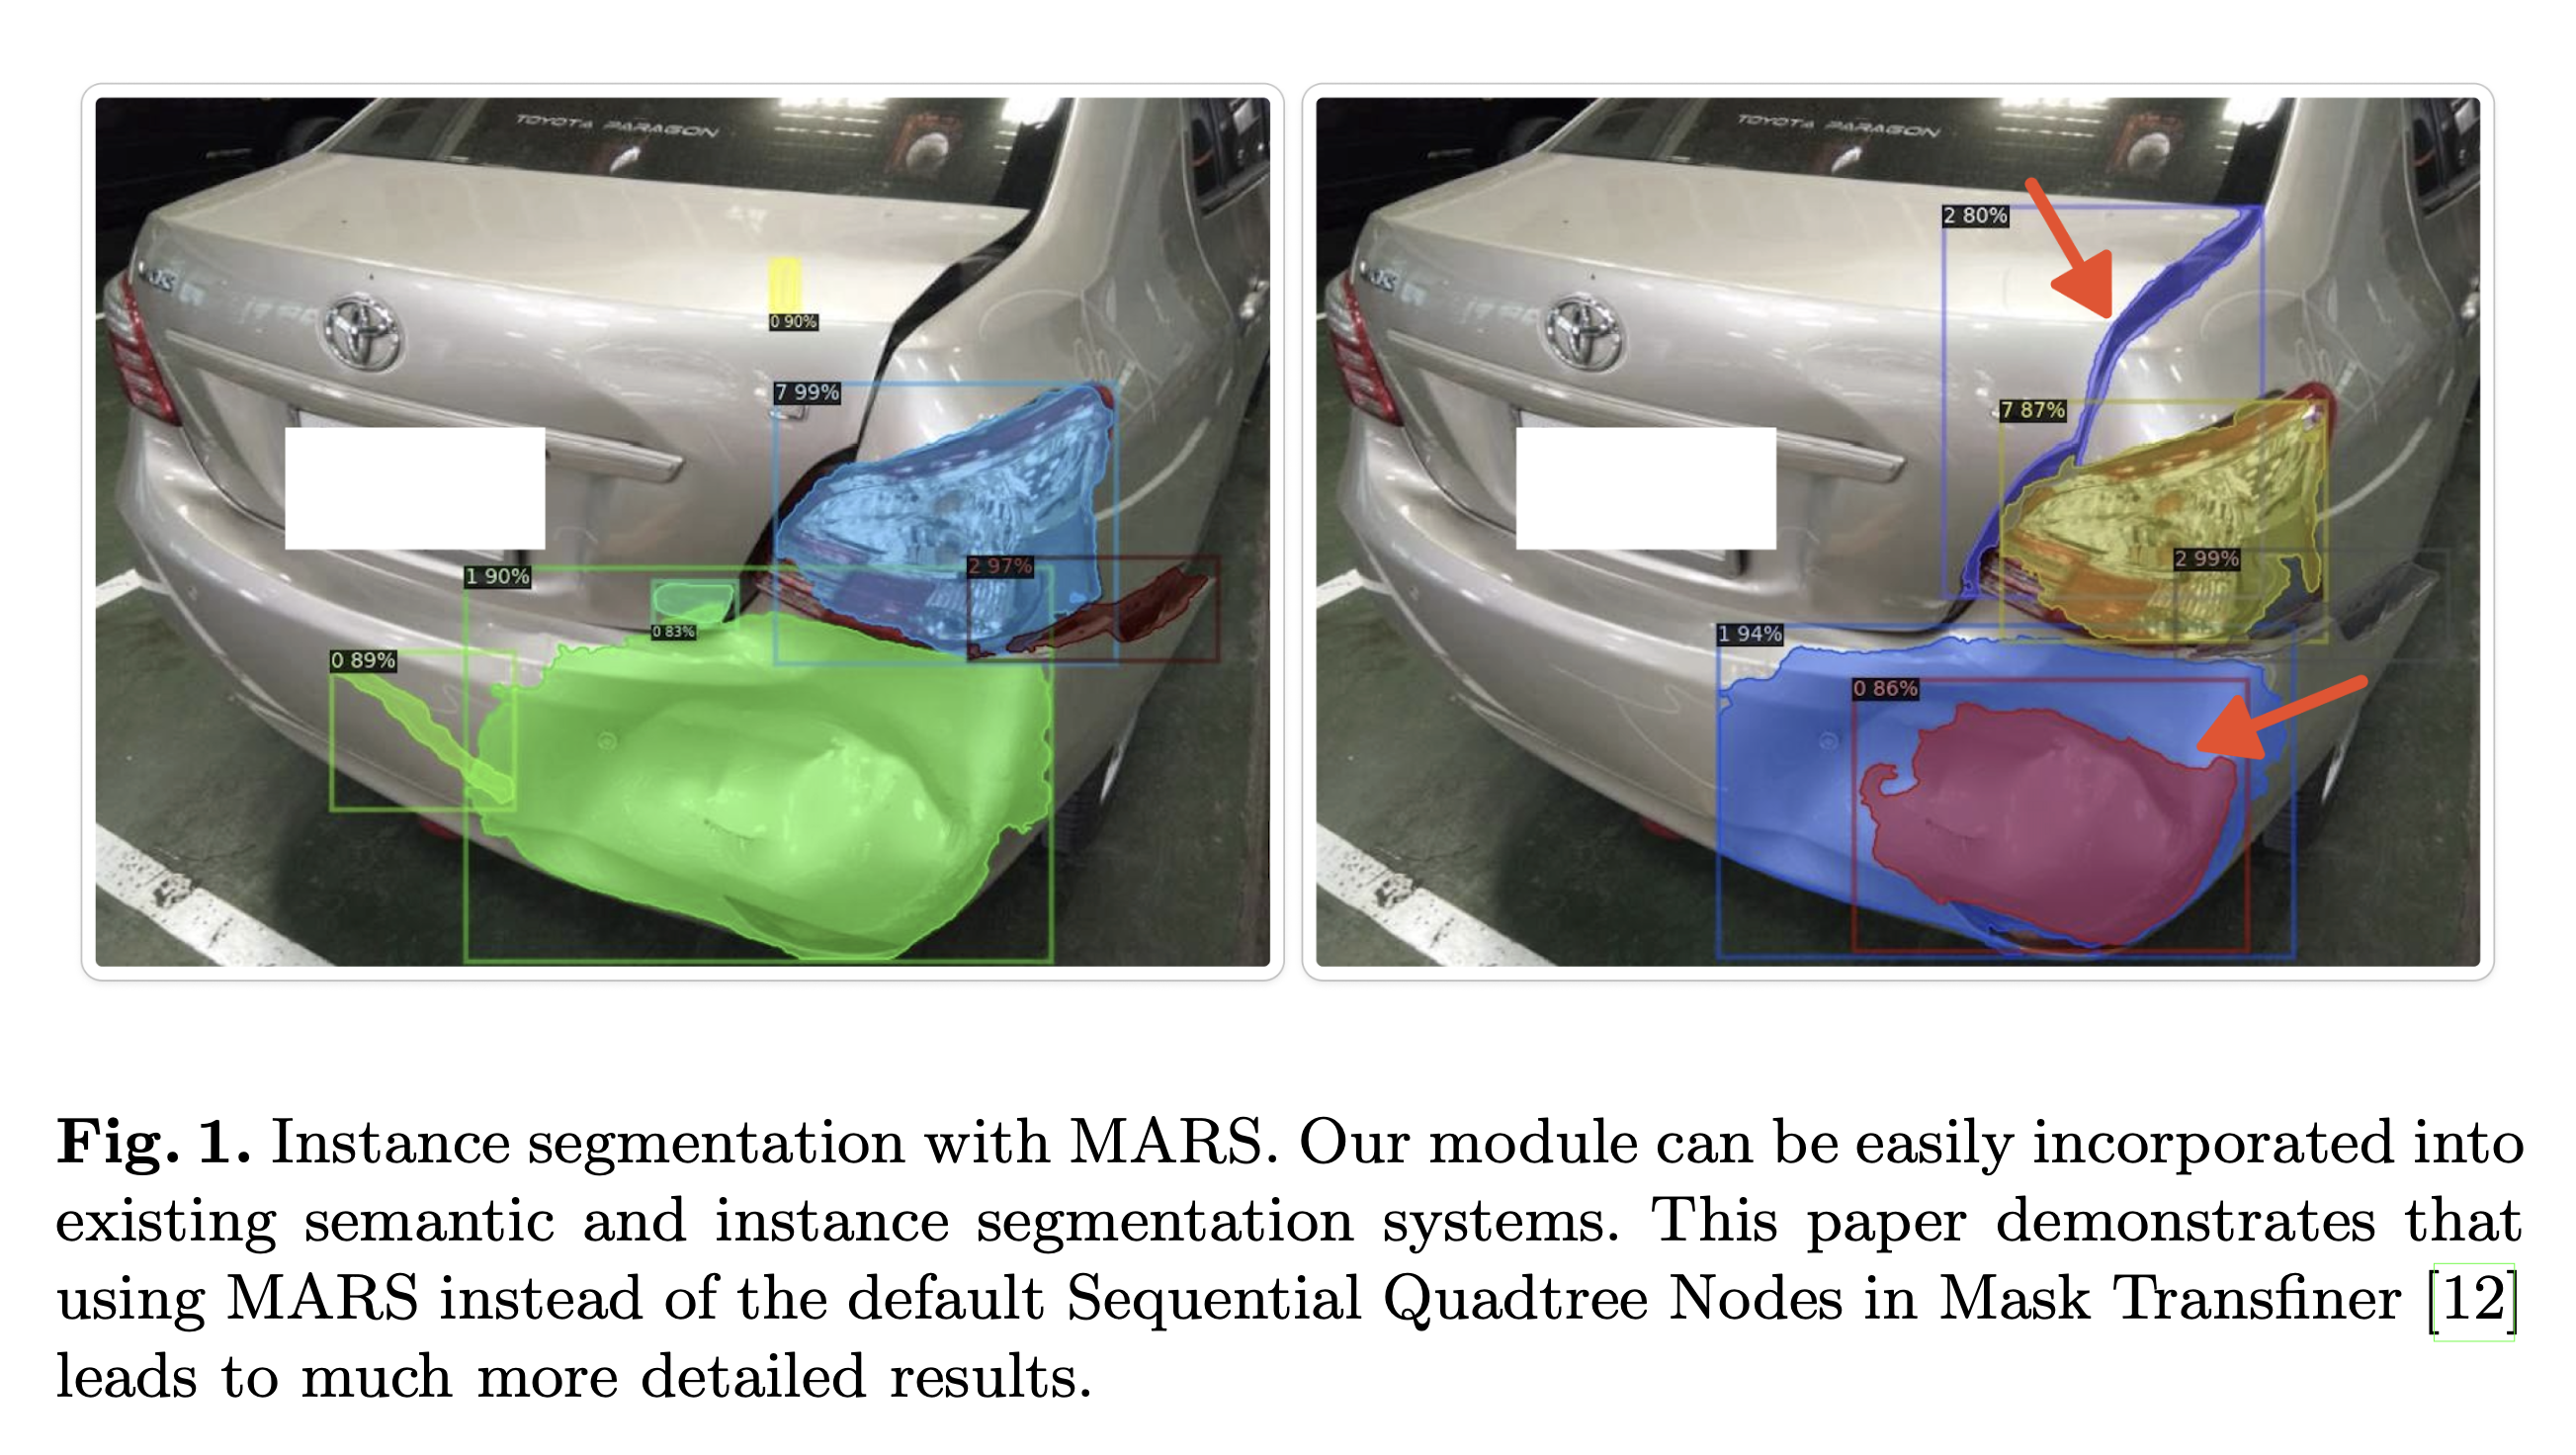 TOYOTA PARAGON
0 90%
7 99%
1 90%
2 97%
0 83%
0 89%
TOYOTA PARAGON
2 80%
7 87%
2 99%
1 94%
0 86%
Fig. 1. Instance segmentation with MARS. Our module can be easily incorporated into
existing semantic and instance segmentation systems. This paper demonstrates that
using MARS instead of the default Sequential Quadtree Nodes in Mask Transfiner [12]
leads to much more detailed results.